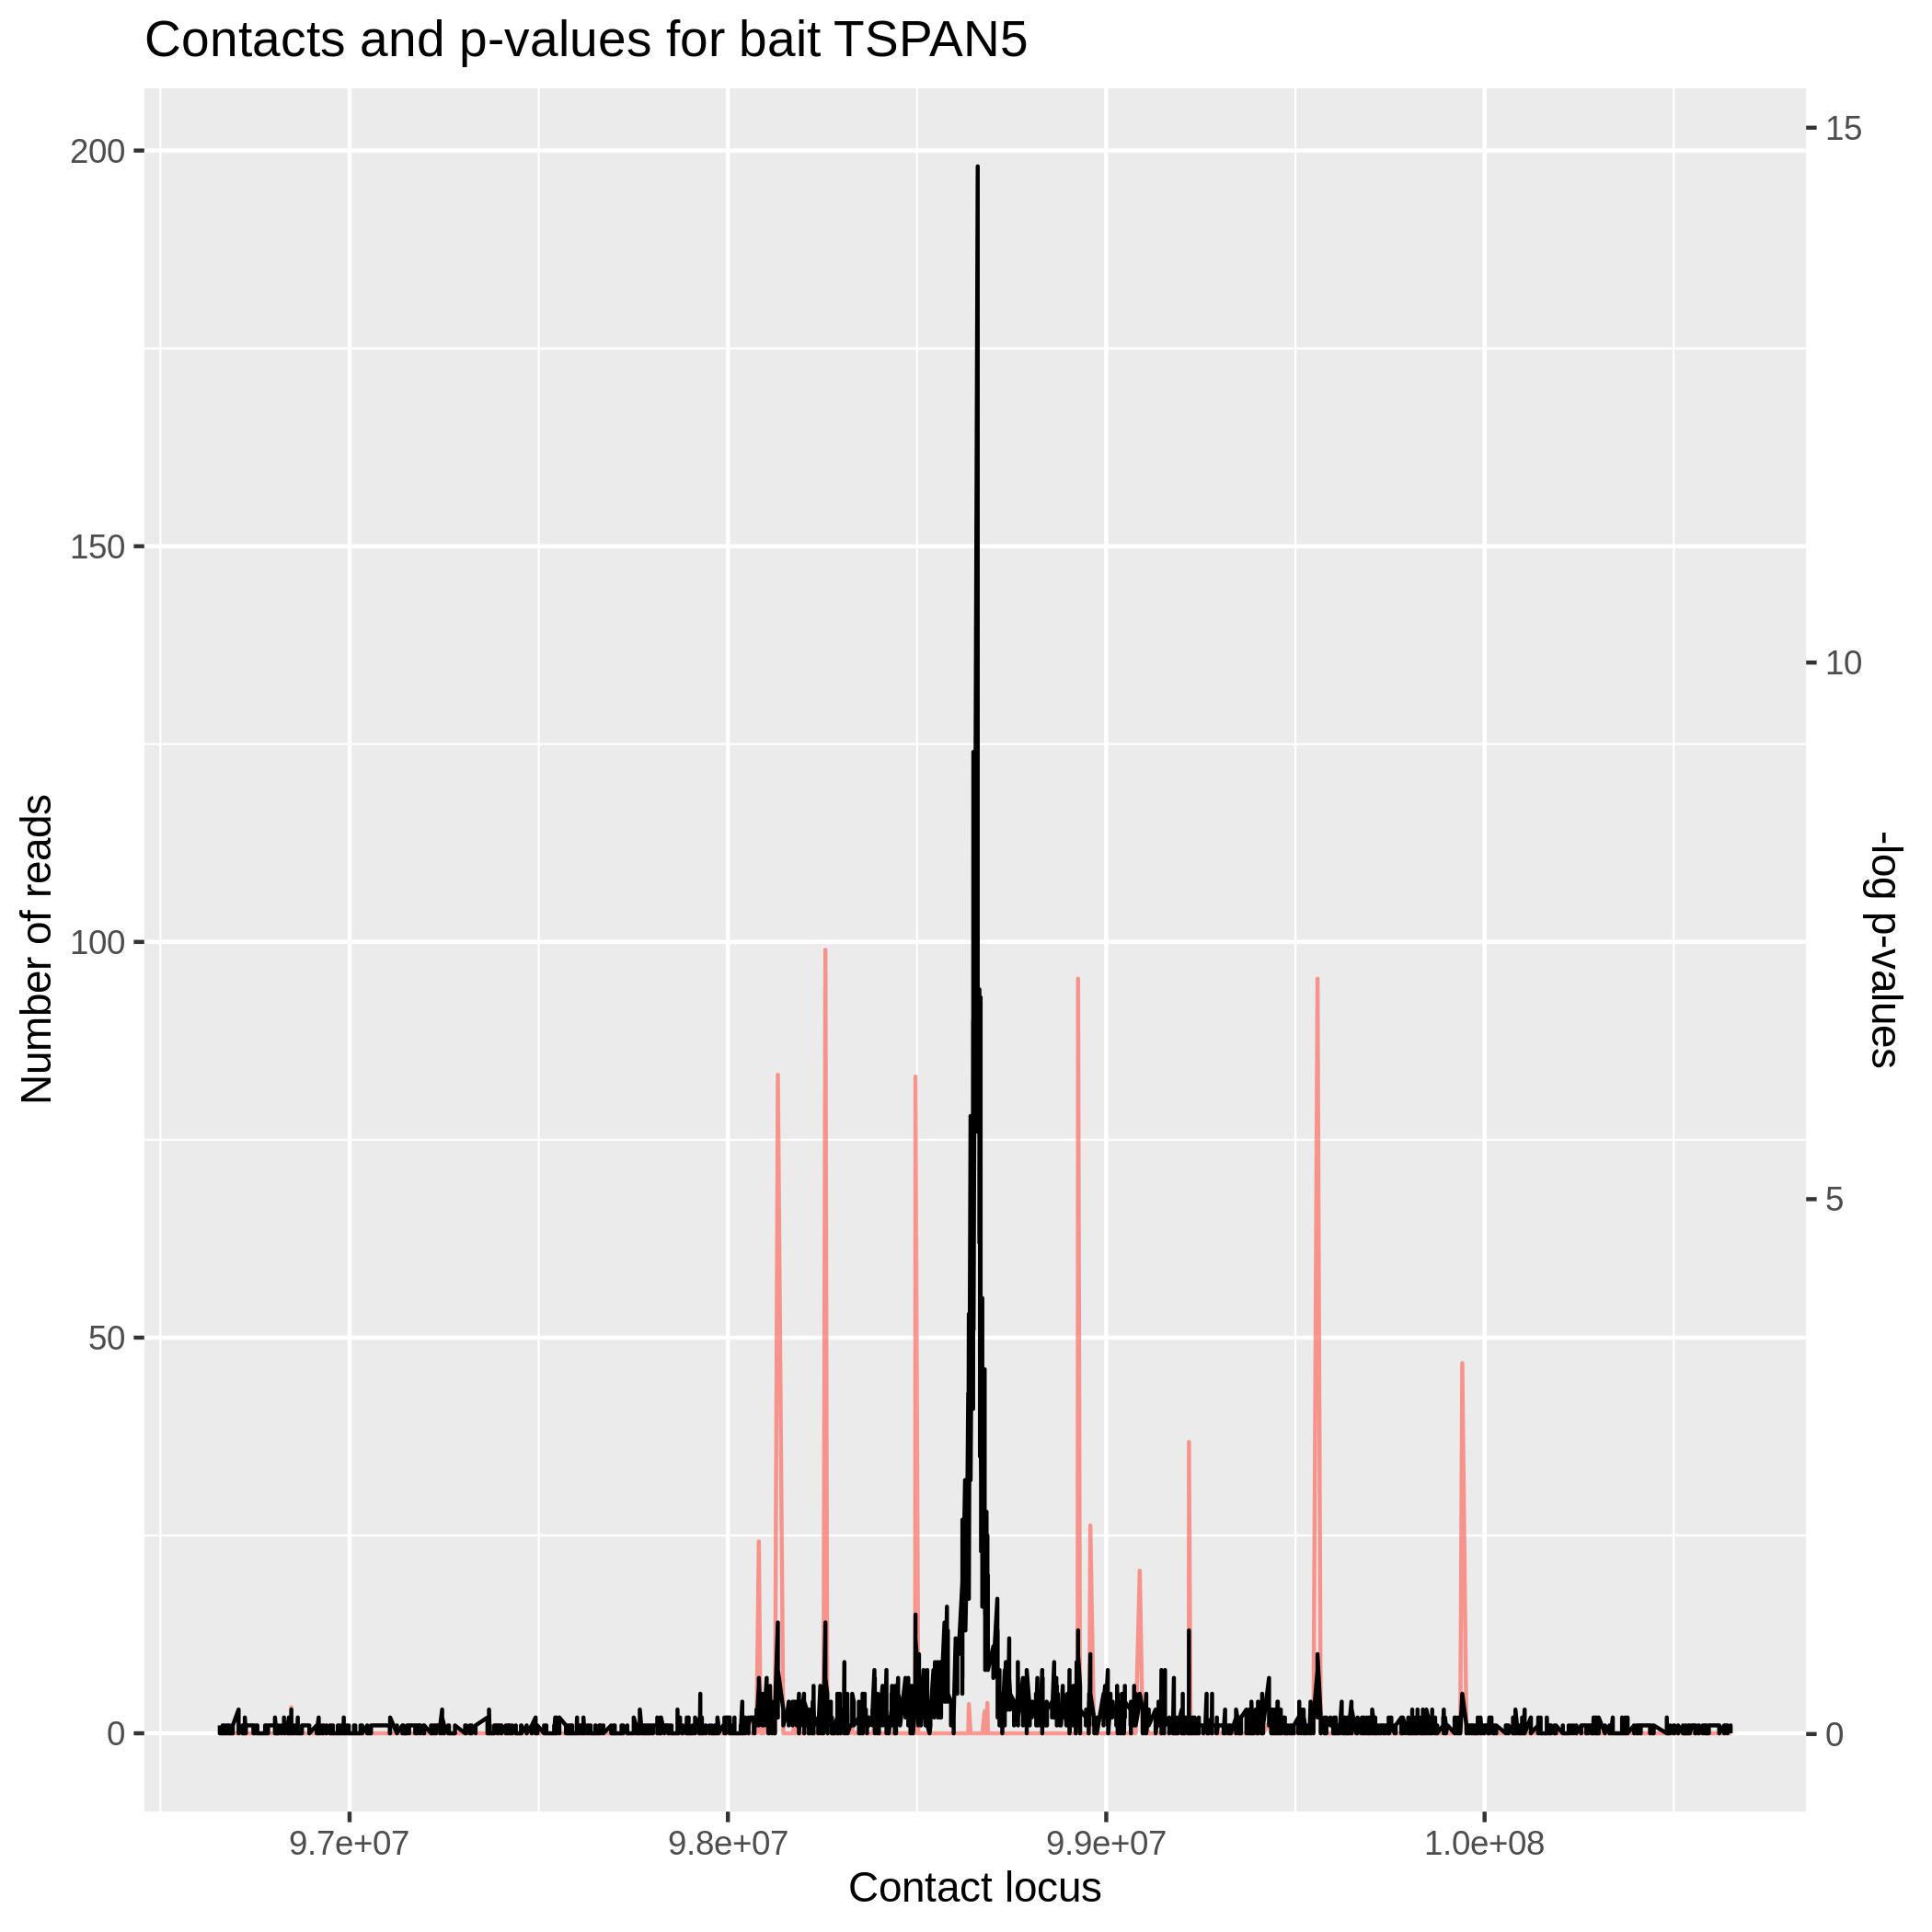 Contacts and p-values for bait TSPAN5
Number of reads
200
150
100
50
0
15
10
5
0
-log p-values
9.7e+07
9.8e+07
9.9e+07
1.0e+08
Contact locus